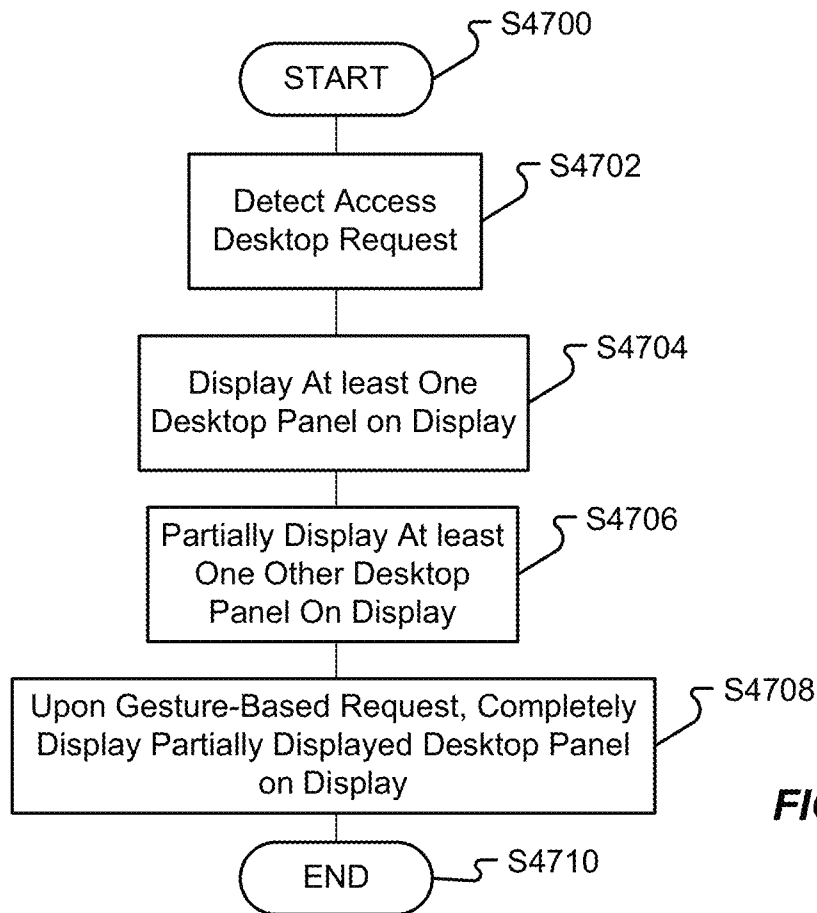 S4700
START
S4702
Detect Access
Desktop Request
S4704
Display At least One
Desktop Panel on Display
S4706
Partially Display At least
One Other Desktop
Panel On Display
S4708
Upon Gesture-Based Request, Completely
Display Partially Displayed Desktop Panel
on Display
S4710
END